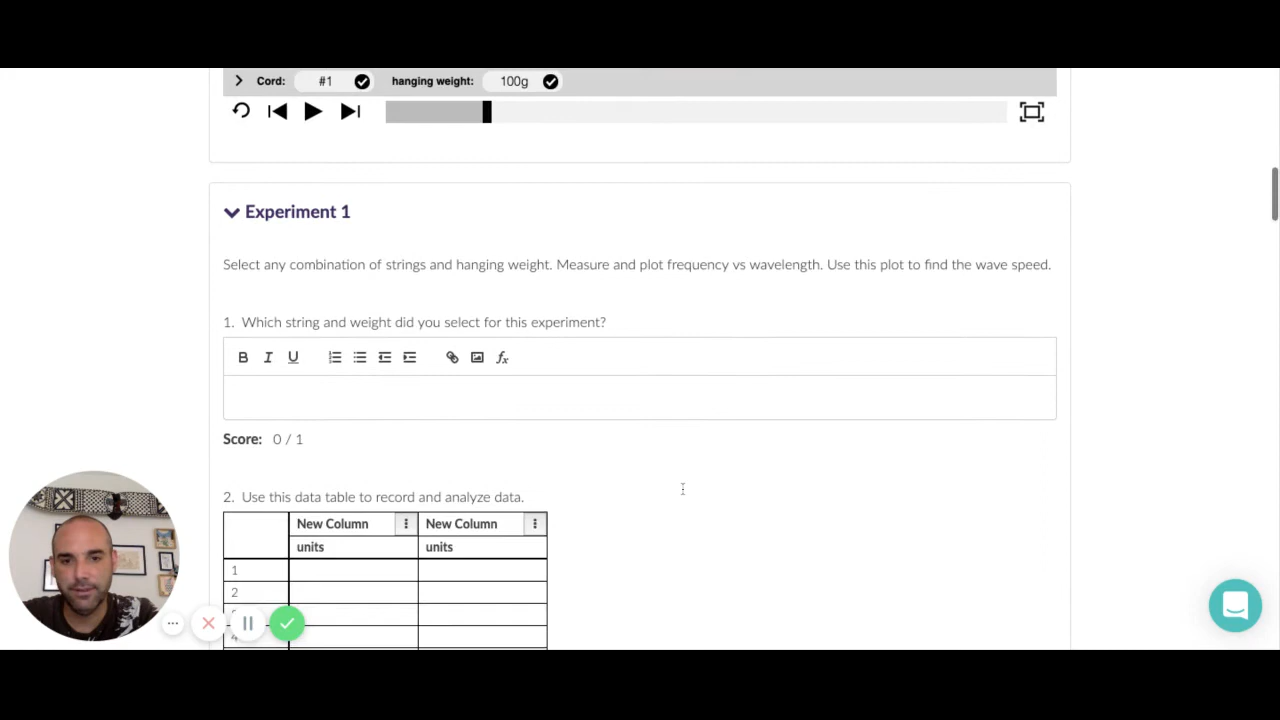 Cord: #1 hanging weight: 100g
Experiment 1
Select any combination of strings and hanging weight. Measure and plot frequency vs wavelength. Use this plot to find the wave speed.
1. Which string and weight did you select for this experiment?
B I U fx
Score: 0 / 1
2. Use this data table to record and analyze data.
New Column New Column
units units
1
2
4